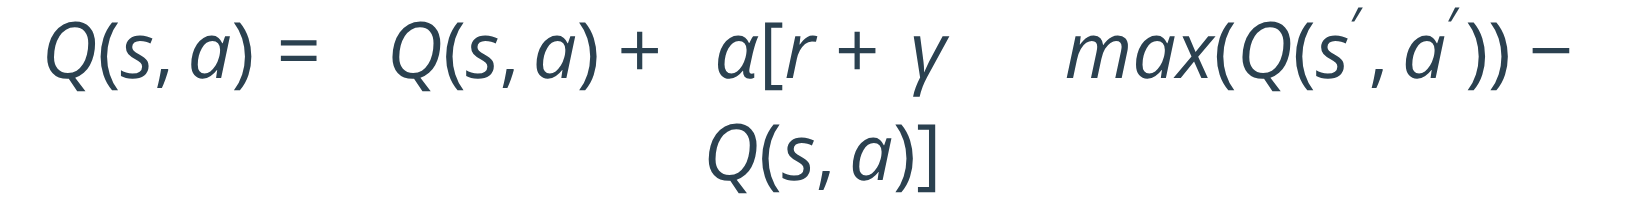 Q(s, a) = Q(s, a) + α[r + γ max(Q(s′, a′)) −
Q(s, a)]